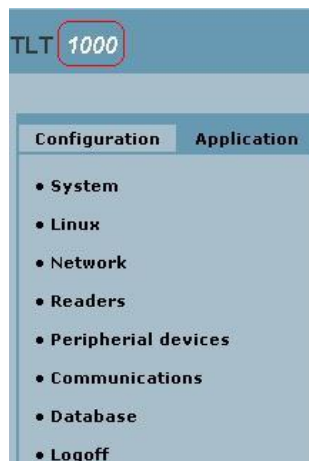 TLT 1000
Configuration Application
• System
• Linux
• Network
• Readers
• Peripherial devices
• Communications
• Database
• Logoff